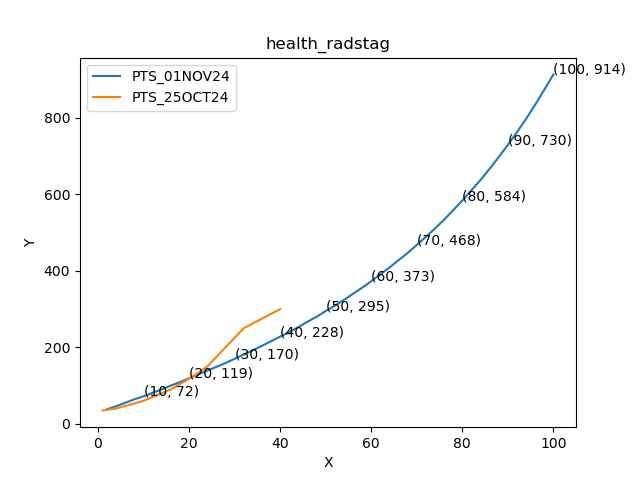 health_radstag
PTS_01NOV24
PTS_25OCT24
Y
800
600
400
200
0
(100, 914)
(90, 730)
(80, 584)
(70, 468)
(60, 373)
(50, 295)
(40, 228)
(30, 170)
(20, 119)
(10, 72)
0 20 40 60 80 100
X